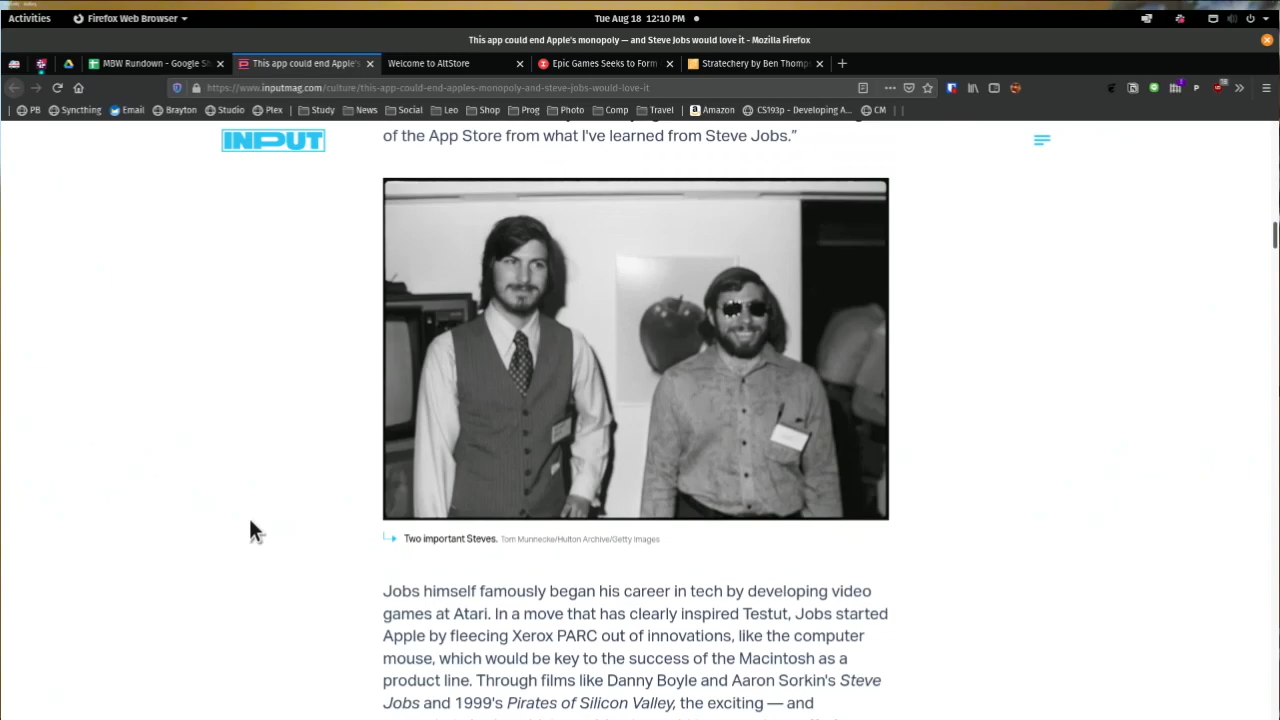 Activities
Firefox Web Browser
Tue Aug 18 12:10 PM
This app could end Apple's monopoly — and Steve Jobs would love it - Mozilla Firefox
MBW Rundown - Google Sh
This app could end Apple's
Welcome to AltStore
Epic Games Seeks to Form
Stratechery by Ben Thomps
https://www.inputmag.com/culture/this-app-could-end-apples-monopoly-and-steve-jobs-would-love-it
PB
Syncthing
Email
Brayton
Studio
Plex
Study
News
Social
Leo
Shop
Prog
Photo
Comp
Travel
Amazon
CS193p - Developing A...
CM
INPUT
of the App Store from what I've learned from Steve Jobs.”
Two important Steves. Tom Munnecke/Hulton Archive/Getty Images
Jobs himself famously began his career in tech by developing video
games at Atari. In a move that has clearly inspired Testut, Jobs started
Apple by fleecing Xerox PARC out of innovations, like the computer
mouse, which would be key to the success of the Macintosh as a
product line. Through films like Danny Boyle and Aaron Sorkin's Steve
Jobs and 1999's Pirates of Silicon Valley, the exciting — and